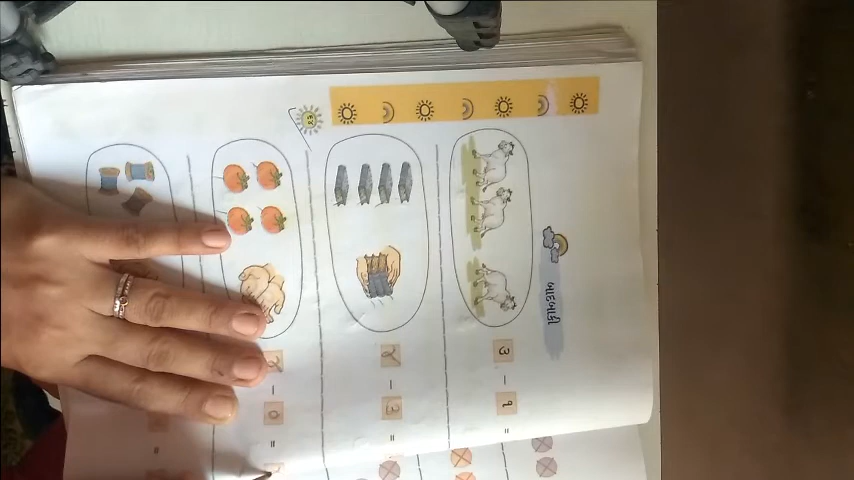 બાદબાકી
૩ - ૧ =
૪ - ૩ =
૪ - ૦ =